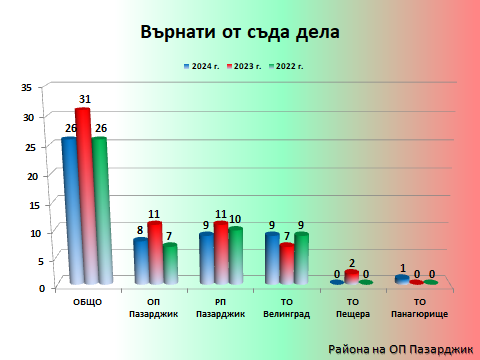 Върнати от съда дела
2024 г. 2023 г. 2022 г.
35
30
25
20
15
10
5
0
26 31 26
8 11 7
9 11 10
9 7 9
0 2 0
1 0 0
ОБЩО ОП РП ТО ТО ТО
Пазарджик Пазарджик Велинград Пещера Панагюрище
Района на ОП Пазарджик